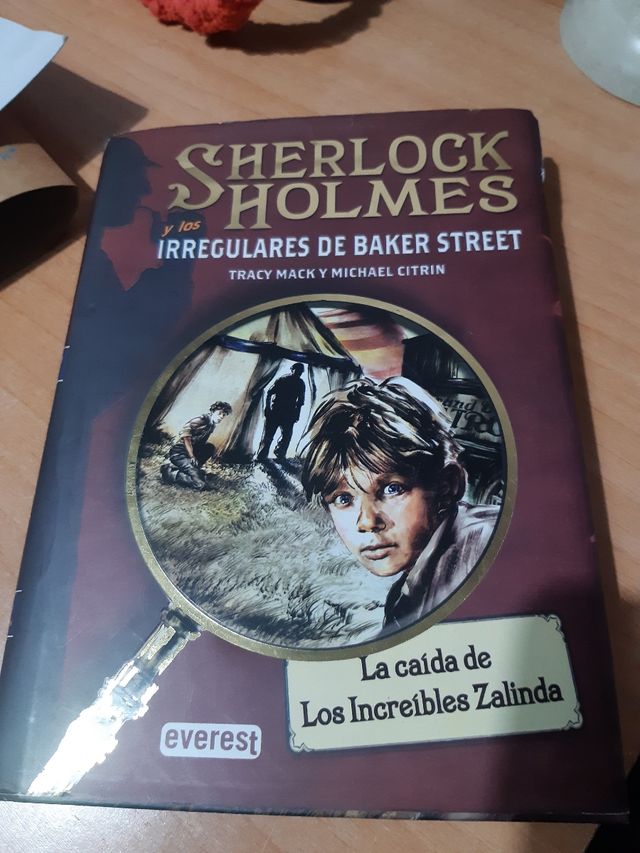 SHERLOCK
HOLMES
y los
IRREGULARES DE BAKER STREET
TRACY MACK Y MICHAEL CITRIN
La caída de
Los Increíbles Zalinda
everest